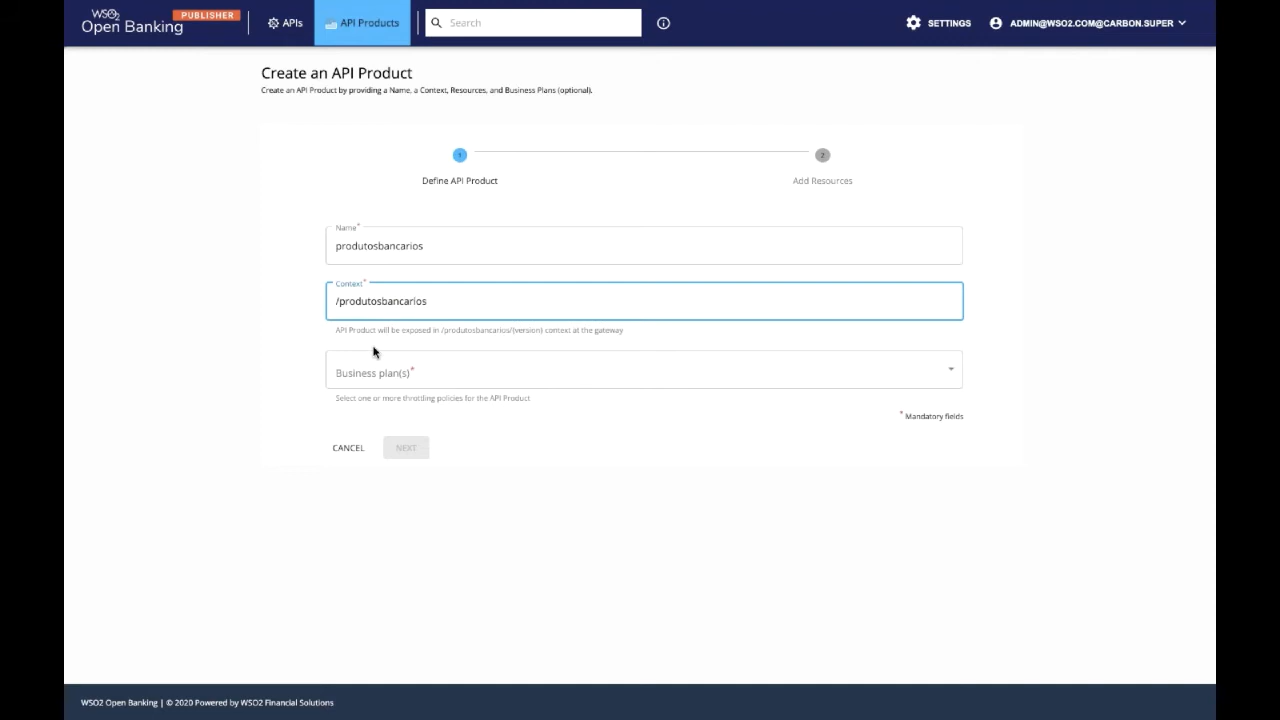 WSO2
Open Banking
PUBLISHER
APIs
API Products
Search
SETTINGS
ADMIN@WSO2.COM@CARBON.SUPER
Create an API Product
Create an API Product by providing a Name, a Context, Resources, and Business Plans (optional).
1
2
Define API Product
Add Resources
Name*
produtosbancarios
Context*
/produtosbancarios
API Product will be exposed in /produtosbancarios/{version} context at the gateway
Business plan(s)*
Select one or more throttling policies for the API Product
* Mandatory fields
CANCEL
NEXT
WSO2 Open Banking | © 2020 Powered by WSO2 Financial Solutions